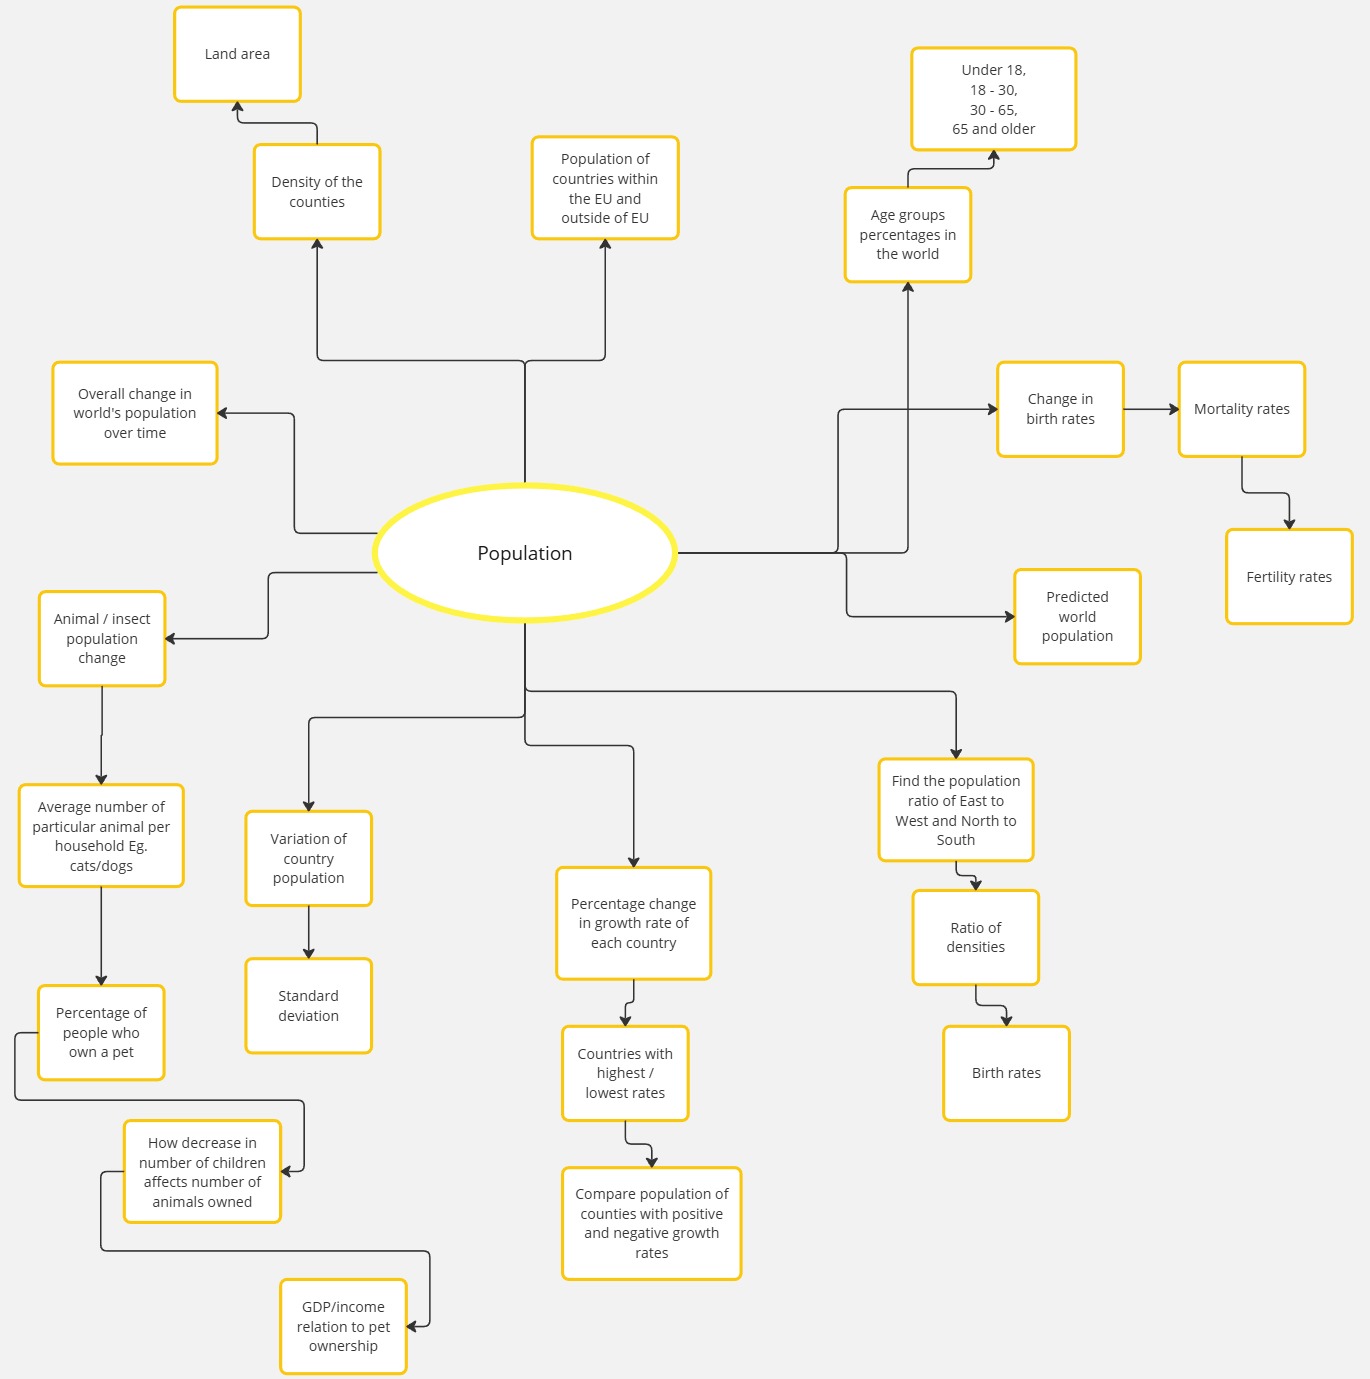 Land area
Under 18,
18 - 30,
30 - 65,
65 and older
Density of the
counties
Population of
countries within
the EU and
outside of EU
Age groups
percentages in
the world
Overall change in
world's population
over time
Change in
birth rates
Mortality rates
Population
Fertility rates
Animal / insect
population
change
Predicted
world
population
Average number of
particular animal per
household Eg.
cats/dogs
Variation of
country
population
Find the population
ratio of East to
West and North to
South
Percentage change
in growth rate of
each country
Ratio of
densities
Standard
deviation
Percentage of
people who
own a pet
Countries with
highest /
lowest rates
Birth rates
How decrease in
number of children
affects number of
animals owned
Compare population of
counties with positive
and negative growth
rates
GDP/income
relation to pet
ownership